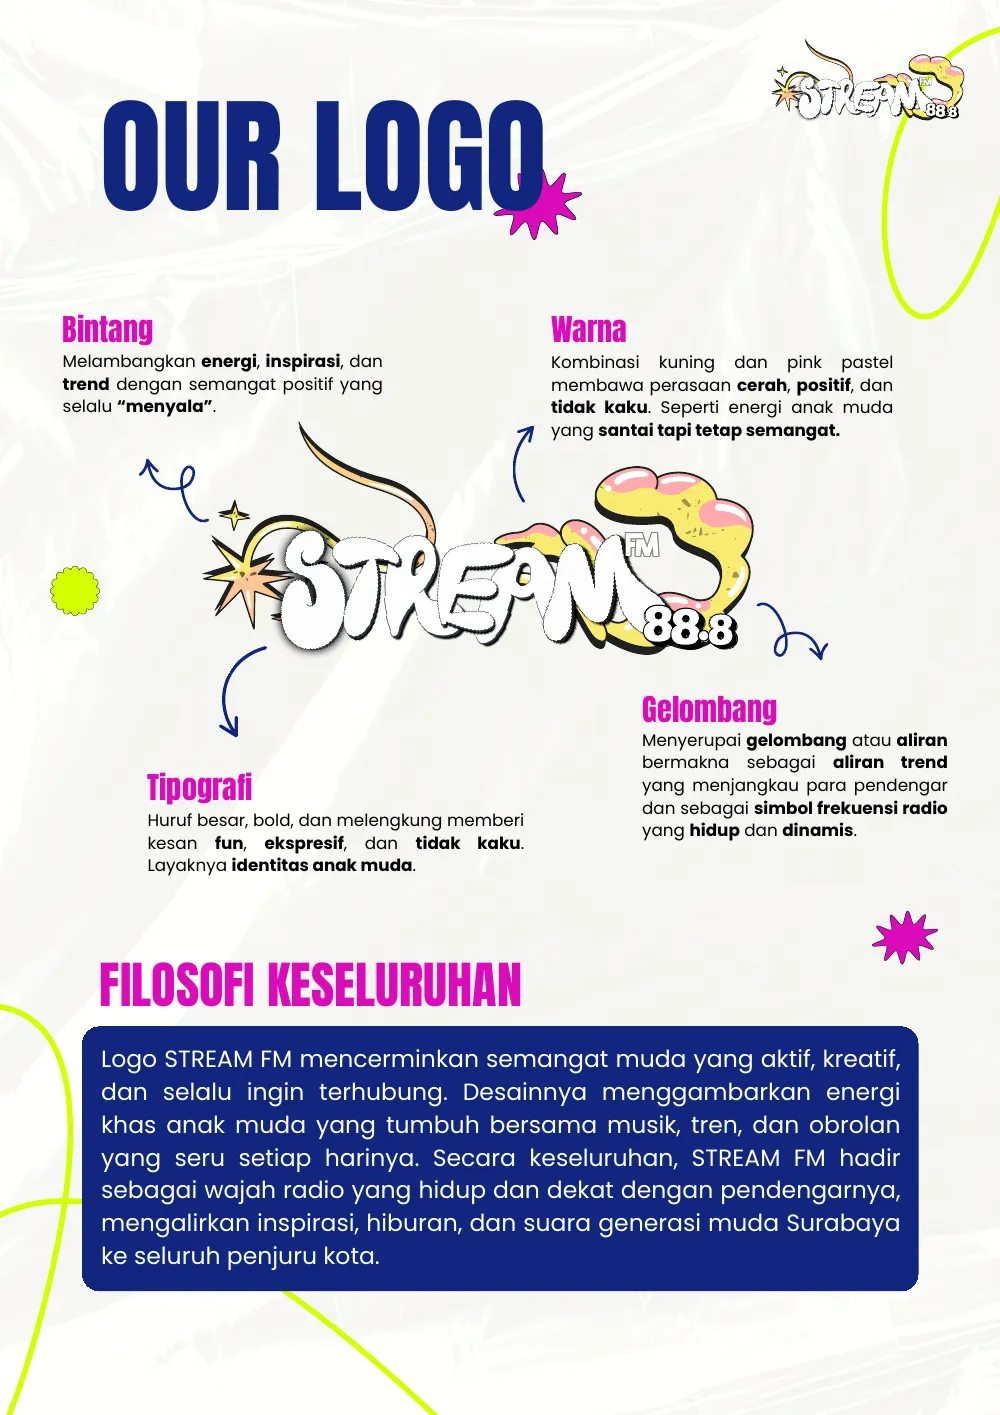 STREAM FM
88.8
OUR LOGO
Bintang
Melambangkan energi, inspirasi, dan
trend dengan semangat positif yang
selalu “menyala”.
Warna
Kombinasi kuning dan pink pastel
membawa perasaan cerah, positif, dan
tidak kaku. Seperti energi anak muda
yang santai tapi tetap semangat.
STREAM FM
88.8
Gelombang
Menyerupai gelombang atau aliran
bermakna sebagai aliran trend
yang menjangkau para pendengar
dan sebagai simbol frekuensi radio
yang hidup dan dinamis.
Tipografi
Huruf besar, bold, dan melengkung memberi
kesan fun, ekspresif, dan tidak kaku.
Layaknya identitas anak muda.
FILOSOFI KESELURUHAN
Logo STREAM FM mencerminkan semangat muda yang aktif, kreatif,
dan selalu ingin terhubung. Desainnya menggambarkan energi
khas anak muda yang tumbuh bersama musik, tren, dan obrolan
yang seru setiap harinya. Secara keseluruhan, STREAM FM hadir
sebagai wajah radio yang hidup dan dekat dengan pendengarnya,
mengalirkan inspirasi, hiburan, dan suara generasi muda Surabaya
ke seluruh penjuru kota.